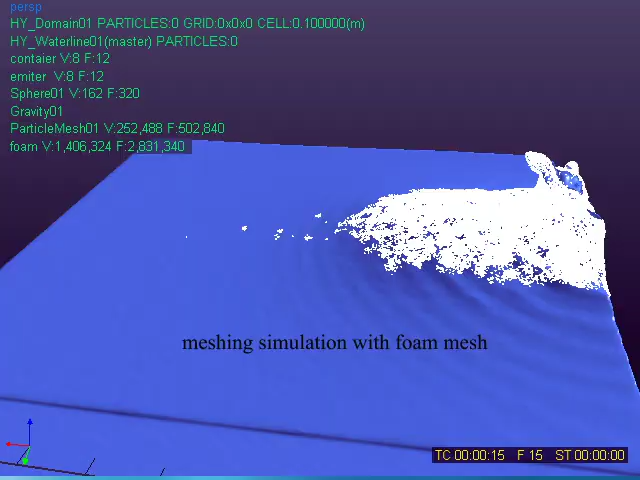 persp
HY_Domain01 PARTICLES:0 GRID:0x0x0 CELL:0.100000(m)
HY_Waterline01(master) PARTICLES:0
contaier V:8 F:12
emiter V:8 F:12
Sphere01 V:162 F:320
Gravity01
ParticleMesh01 V:252,488 F:502,840
foam V:1,406,324 F:2,831,340
meshing simulation with foam mesh
TC 00:00:15 F 15 ST 00:00:00